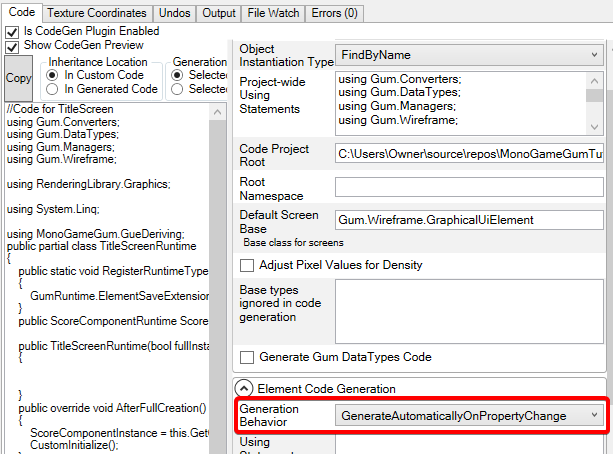 Code
Texture Coordinates
Undos
Output
File Watch
Errors (0)
Is CodeGen Plugin Enabled
Show CodeGen Preview
Copy
Inheritance Location
In Custom Code
In Generated Code
Generation
Selecte
Selecte
//Code for TitleScreen
using Gum.Converters;
using Gum.DataTypes;
using Gum.Managers;
using Gum.Wireframe;
using RenderingLibrary.Graphics;
using System.Linq;
using MonoGameGum.GueDeriving;
public partial class TitleScreenRuntime
{
public static void RegisterRuntimeType
{
GumRuntime.ElementSaveExtension
}
public ScoreComponentRuntime Score
public TitleScreenRuntime(bool fullInsta
{
}
public override void AfterFullCreation()
{
ScoreComponentInstance = this.Get
CustomInitialize();
}
Object
Instantiation Type
FindByName
Project-wide
Using
Statements
using Gum.Converters;
using Gum.DataTypes;
using Gum.Managers;
using Gum.Wireframe;
Code Project
Root
C:\Users\Owner\source\repos\MonoGameGumTu
Root
Namespace
Default Screen
Base
Gum.Wireframe.GraphicalUiElement
Base class for screens
Adjust Pixel Values for Density
Base types
ignored in code
generation
Generate Gum DataTypes Code
Element Code Generation
Generation
Behavior
GenerateAutomaticallyOnPropertyChange
Using